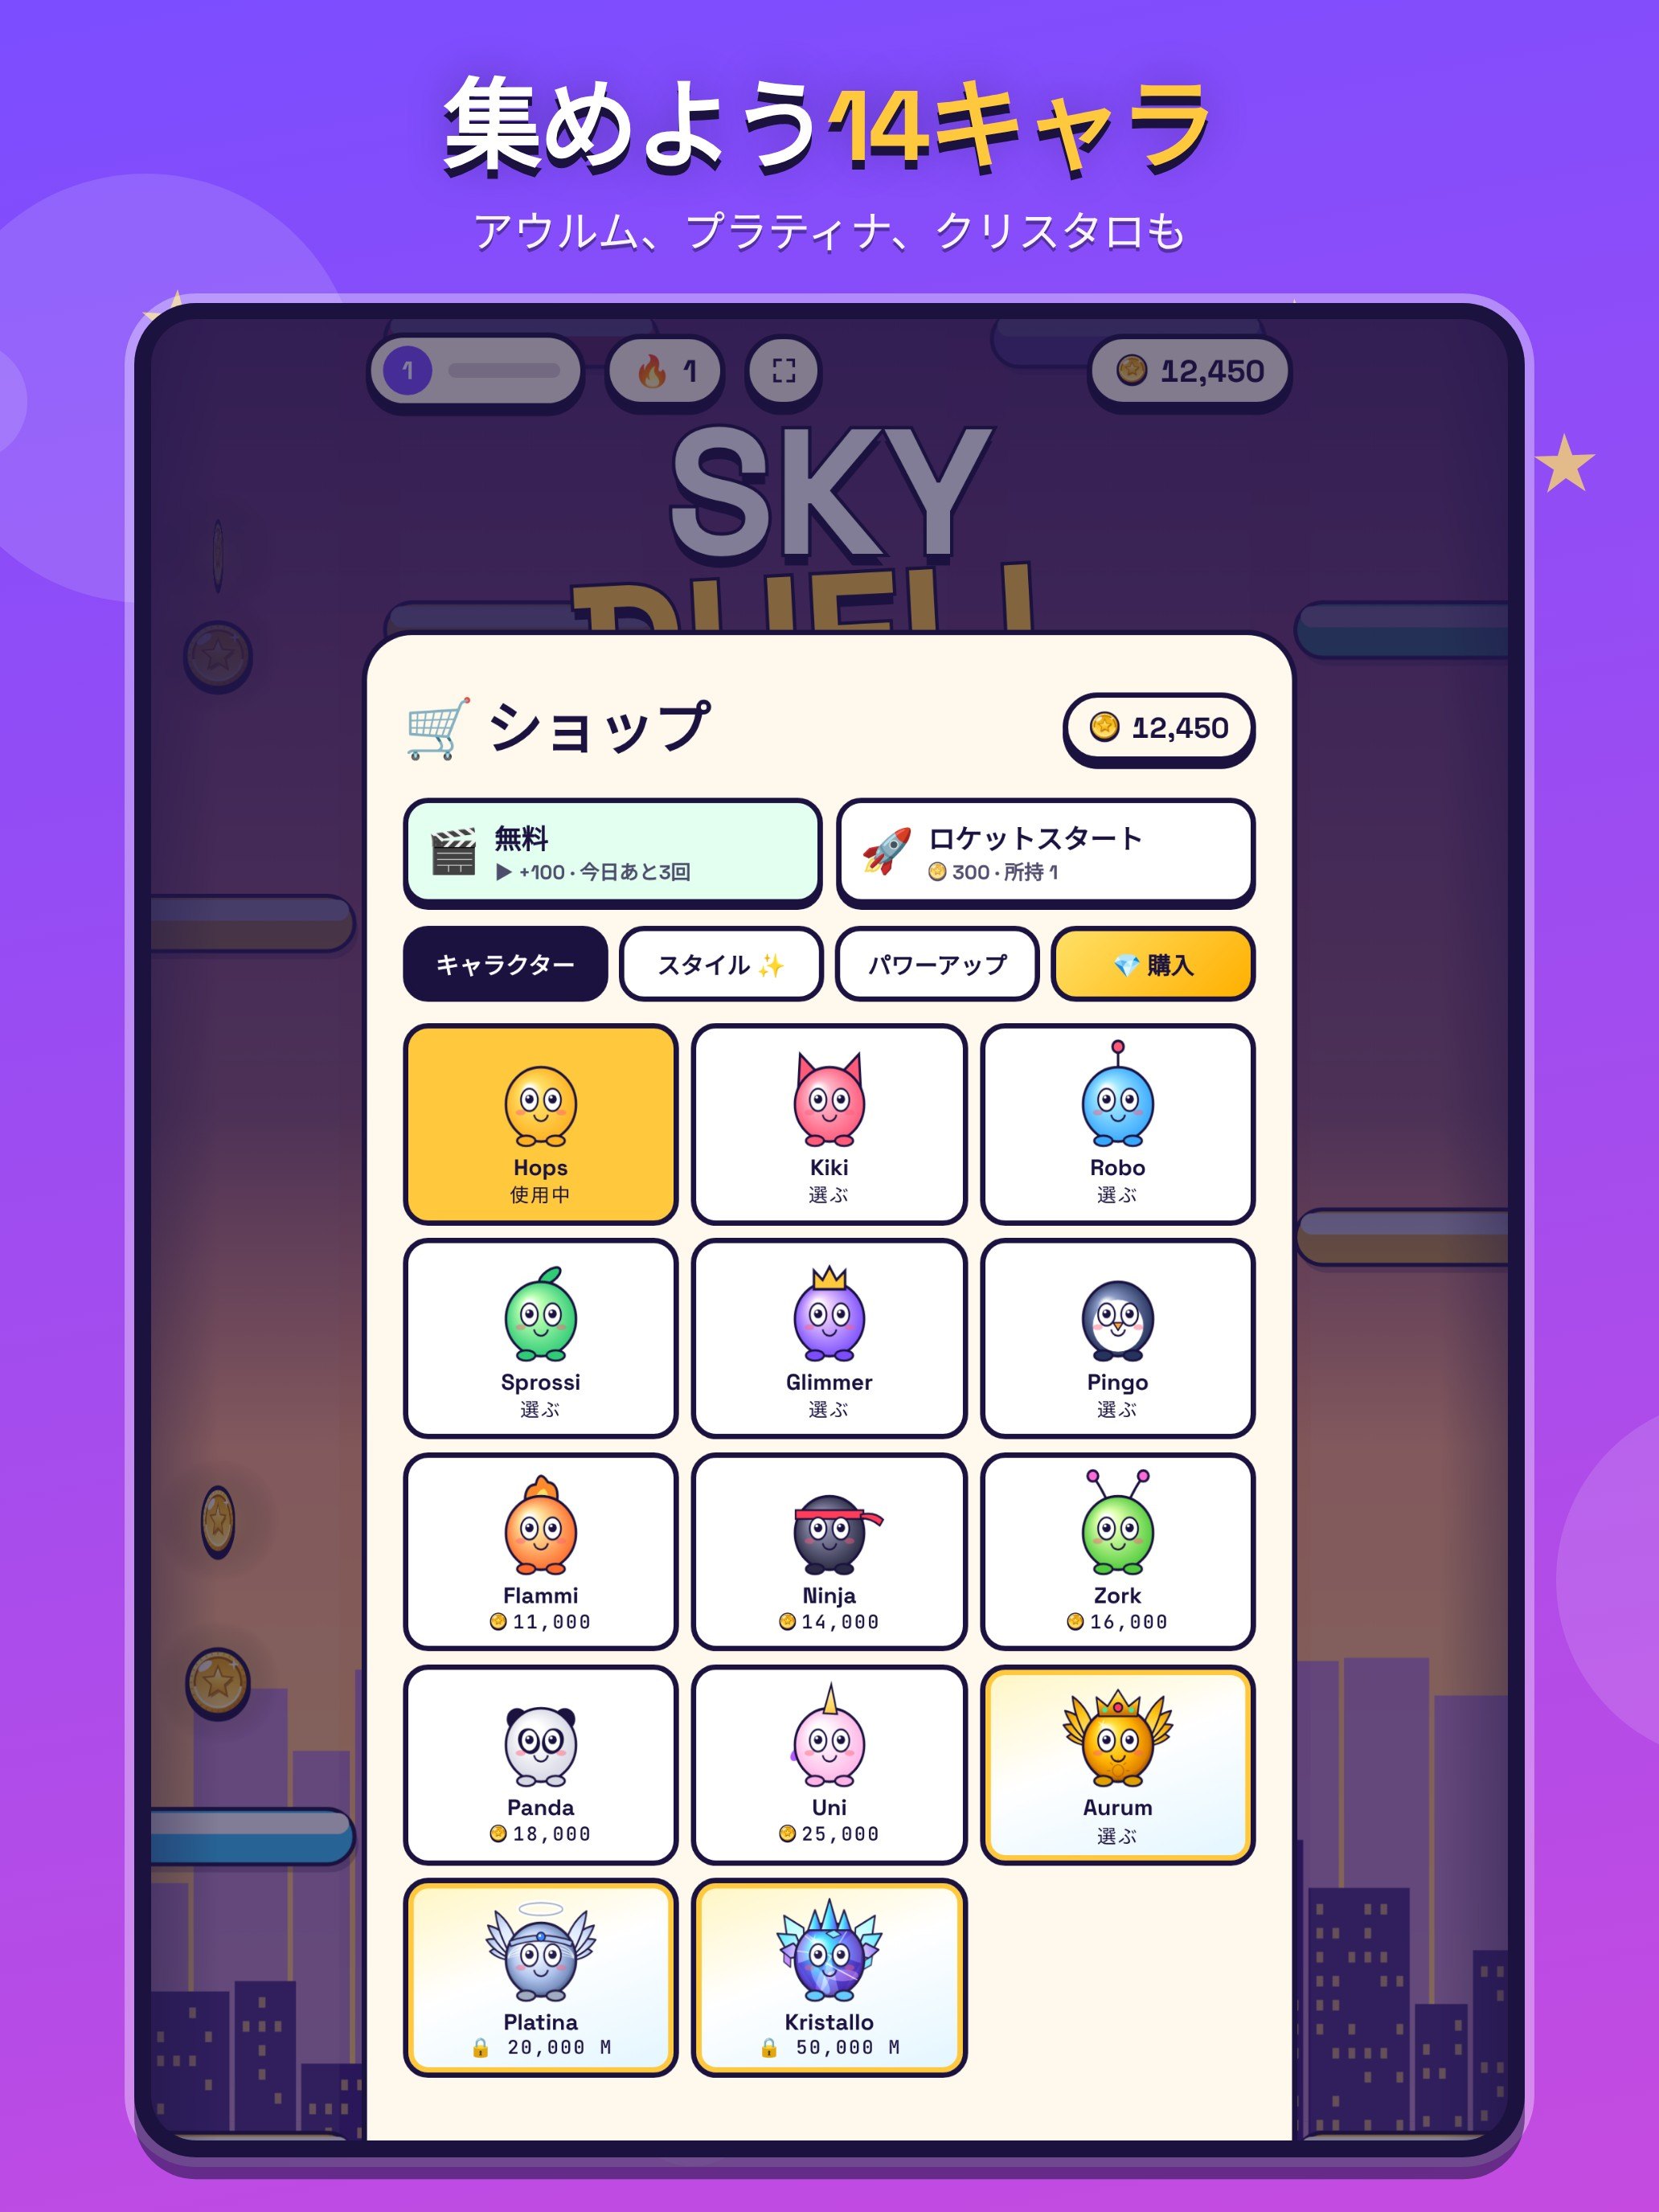 集めよう14キャラ
アウルム、プラティナ、クリスタロも
1
🔥 1
12,450
SKY
DUELL
🛒 ショップ
12,450
無料
▶ +100 · 今日あと3回
ロケットスタート
300 · 所持 1
キャラクター
スタイル ✨
パワーアップ
💎 購入
Hops
使用中
Kiki
選ぶ
Robo
選ぶ
Sprossi
選ぶ
Glimmer
選ぶ
Pingo
選ぶ
Flammi
11,000
Ninja
14,000
Zork
16,000
Panda
18,000
Uni
25,000
Aurum
選ぶ
Platina
🔒 20,000 M
Kristallo
🔒 50,000 M